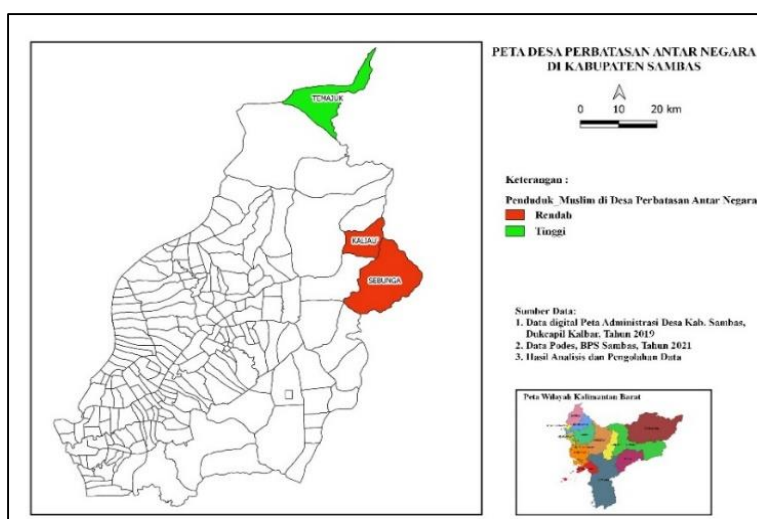 PETA DESA PERBATASAN ANTAR NEGARA
DI KABUPATEN SAMBAS
0 10 20 km
Keterangan :
Penduduk_Muslim di Desa Perbatasan Antar Negara
Rendah
Tinggi
Sumber Data:
1. Data digital Peta Administrasi Desa Kab. Sambas,
Dukcapil Kalbar, Tahun 2019
2. Data Podes, BPS Sambas, Tahun 2021
3. Hasil Analisis dan Pengolahan Data
Peta Wilayah Kalimantan Barat
TEMAJUK
KALIAU
SEBUNGA